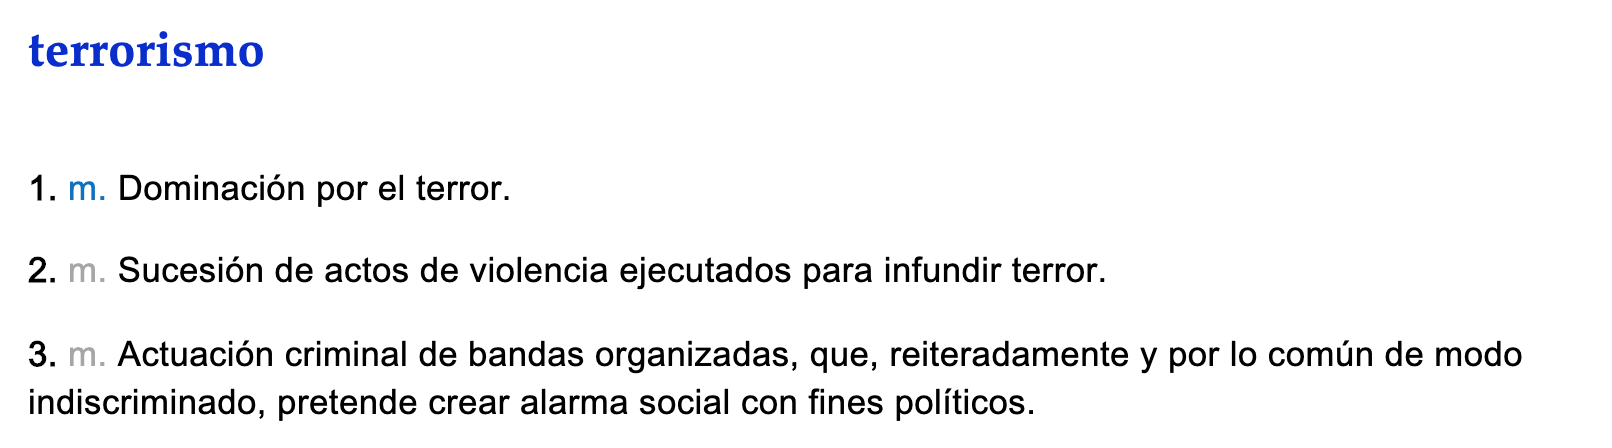 terrorismo
1. m. Dominación por el terror.
2. m. Sucesión de actos de violencia ejecutados para infundir terror.
3. m. Actuación criminal de bandas organizadas, que, reiteradamente y por lo común de modo
indiscriminado, pretende crear alarma social con fines políticos.